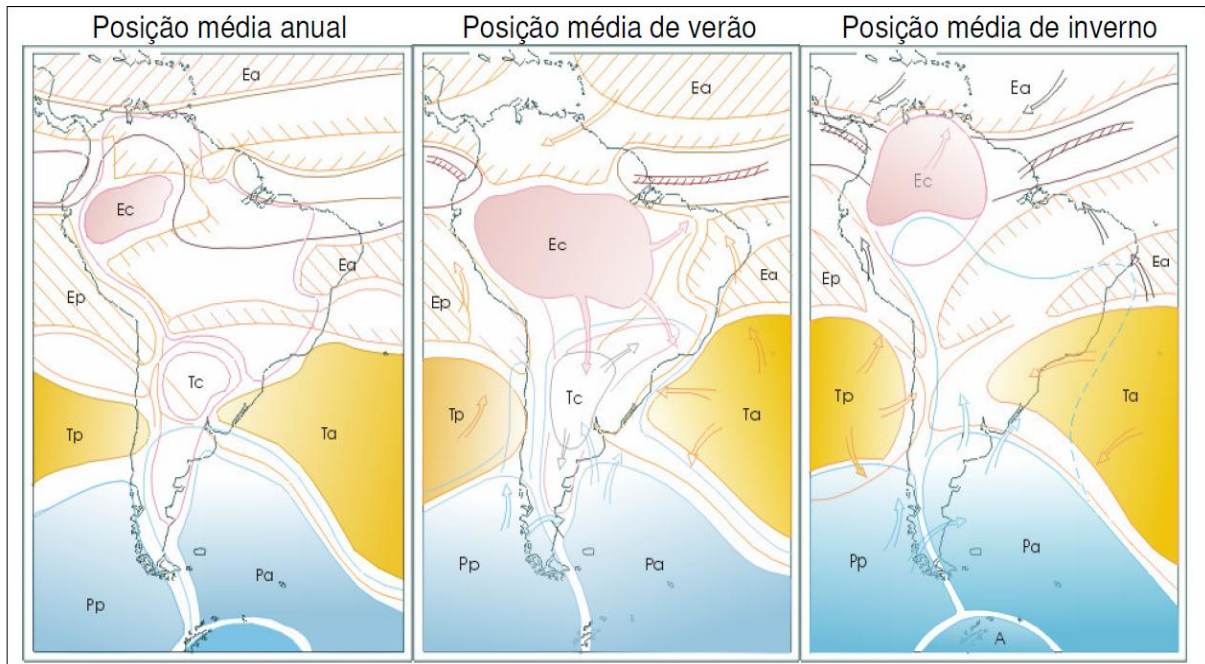 Posição média anual
Posição média de verão
Posição média de inverno
Ea
Ec
Ea
Ep
Tc
Tp
Ta
Pp
Pa
Ea
Ec
Ea
Ep
Tc
Tp
Ta
Pp
Pa
Ea
Ec
Ea
Ep
Tp
Ta
Pp
Pa
A